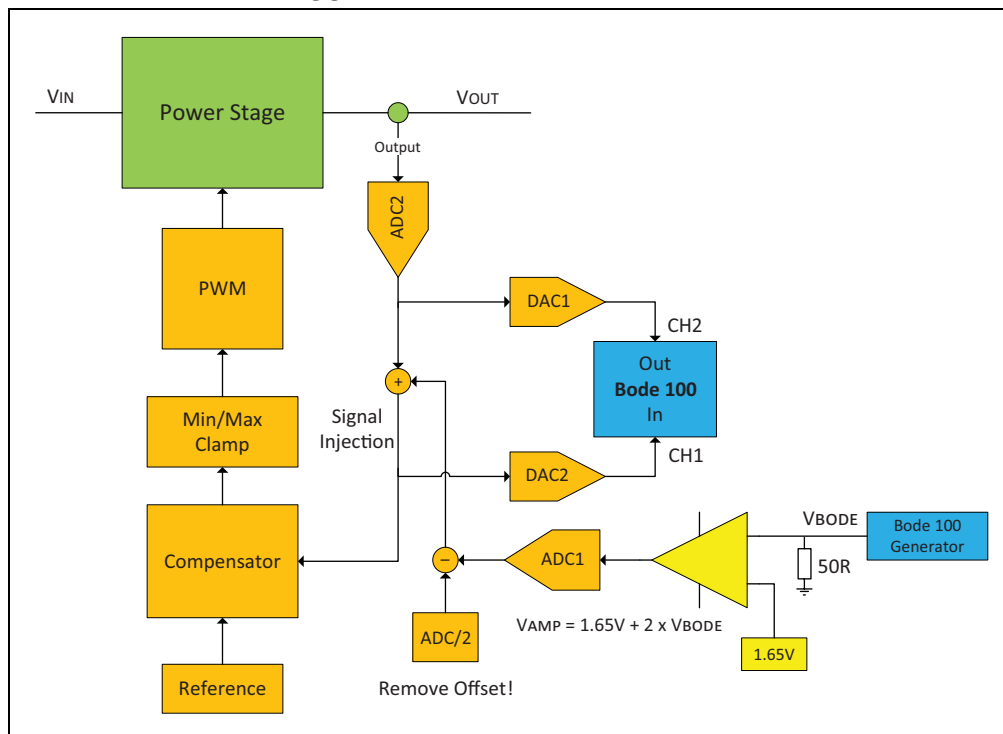 VIN
Power Stage
VOUT
Output
ADC2
PWM
DAC1
CH2
Out
Bode 100
In
+
Signal
Injection
Min/Max
Clamp
CH1
DAC2
VBODE
Bode 100
Generator
Compensator
−
ADC1
50R
VAMP = 1.65V + 2 x VBODE
ADC/2
1.65V
Reference
Remove Offset!